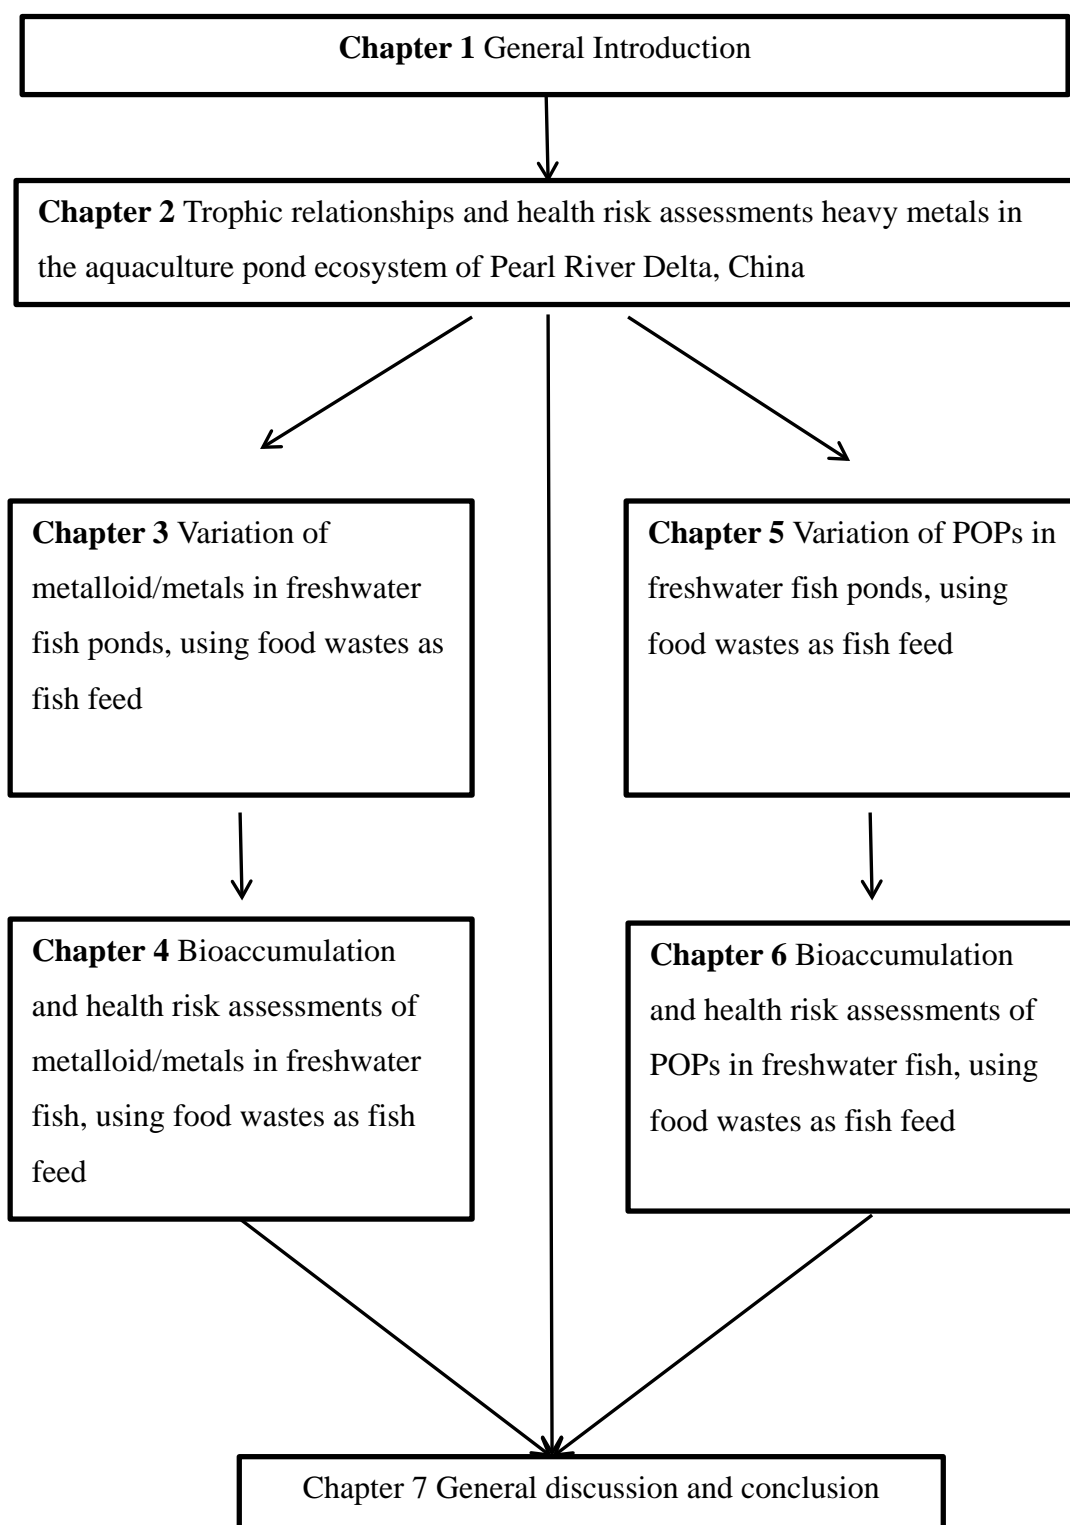 Chapter 1 General Introduction
Chapter 2 Trophic relationships and health risk assessments heavy metals in
the aquaculture pond ecosystem of Pearl River Delta, China
Chapter 3 Variation of
metalloid/metals in freshwater
fish ponds, using food wastes as
fish feed
Chapter 4 Bioaccumulation
and health risk assessments of
metalloid/metals in freshwater
fish, using food wastes as fish
feed
Chapter 5 Variation of POPs in
freshwater fish ponds, using
food wastes as fish feed
Chapter 6 Bioaccumulation
and health risk assessments of
POPs in freshwater fish, using
food wastes as fish feed
Chapter 7 General discussion and conclusion